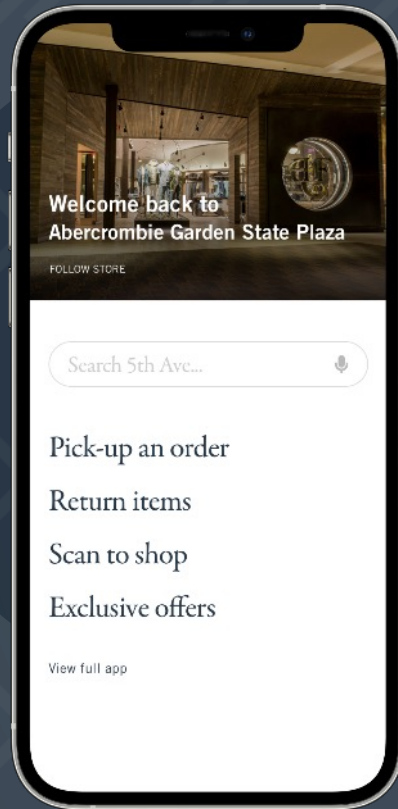 Welcome back to
Abercrombie Garden State Plaza
FOLLOW STORE
Search 5th Ave...
Pick-up an order
Return items
Scan to shop
Exclusive offers
View full app